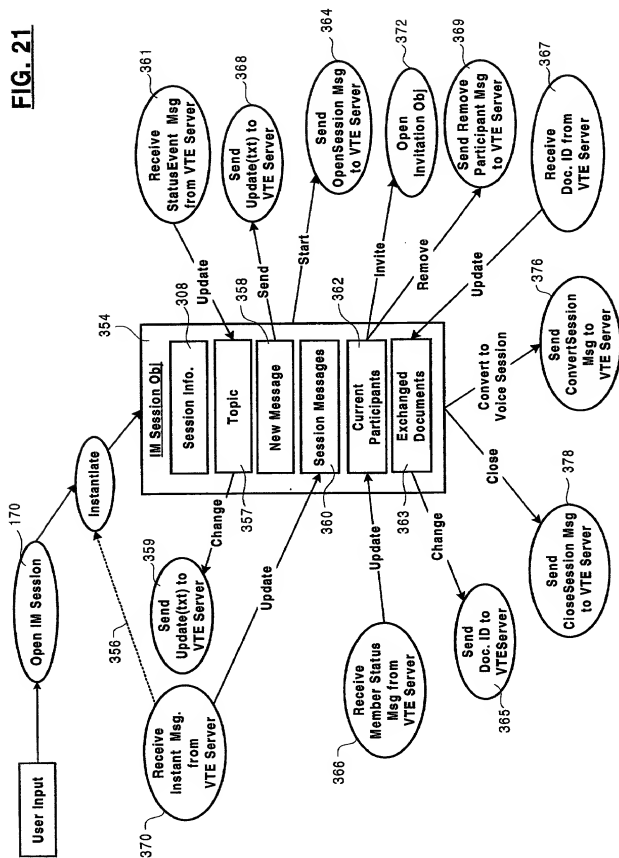 FIG. 21
User Input
170
Open IM Session
Instantiate
356
370
Receive
Instant Msg.
from
VTE Server
354
IM Session Obj
308
Session Info.
Topic
357
New Message
358
Session Messages
360
Current
Participants
362
Exchanged
Documents
363
Change
359
Send
Update(txt) to
VTE Server
Update
366
Receive
Member Status
Msg from
VTE Server
Update
Change
365
Send
Doc. ID to
VTEServer
361
Receive
StatusEvent Msg
from VTE Server
Update
368
Send
Update(txt) to
VTE Server
Send
364
Send
OpenSession Msg
to VTE Server
Start
372
Open
Invitation Obj
Invite
369
Send Remove
Participant Msg
to VTE Server
Remove
367
Receive
Doc. ID from
VTE Server
Update
376
Send
ConvertSession
Msg to
VTE Server
Convert to
Voice Session
378
Send
CloseSession Msg
to VTE Server
Close